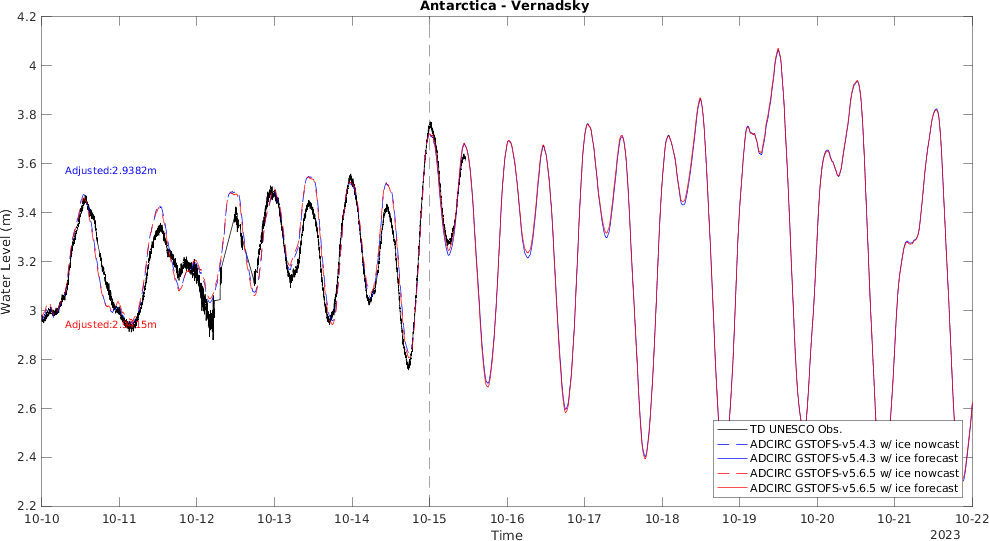 Antarctica - Vernadsky
4.2
4
3.8
3.6
3.4
3.2
3
2.8
2.6
2.4
2.2
Water Level (m)
Adjusted:2.9382m
TD UNESCO Obs.
ADCIRC GSTOFS-v5.4.3 w/ ice nowcast
ADCIRC GSTOFS-v5.4.3 w/ ice forecast
ADCIRC GSTOFS-v5.6.5 w/ ice nowcast
ADCIRC GSTOFS-v5.6.5 w/ ice forecast
10-10 10-11 10-12 10-13 10-14 10-15 10-16 10-17 10-18 10-19 10-20 10-21 10-22
Time
2023